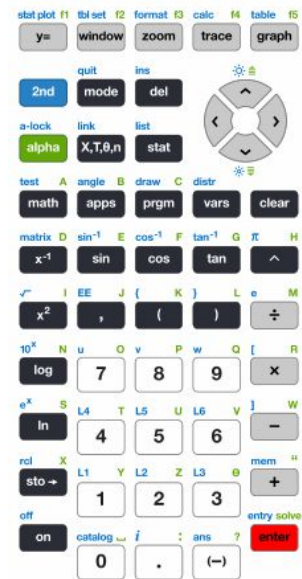 stat plot f1 tbl set f2 format f3 calc f4 table f5
y= window zoom trace graph
quit ins
2nd mode del
a-lock link list
alpha X,T,θ,n stat
test A angle B draw C distr
math apps prgm vars clear
matrix D sin⁻¹ E cos⁻¹ F tan⁻¹ G π H
x⁻¹ sin cos tan ^
√ I EE J { K } L e M
x² , ( ) ÷
10ˣ N u O v P w Q [ R
log 7 8 9 ×
eˣ S L4 T L5 U L6 V ] W
ln 4 5 6 −
rcl X L1 Y L2 Z L3 θ mem "
sto→ 1 2 3 +
off catalog ⎵ i : ans ? entry solve
on 0 . (−) enter